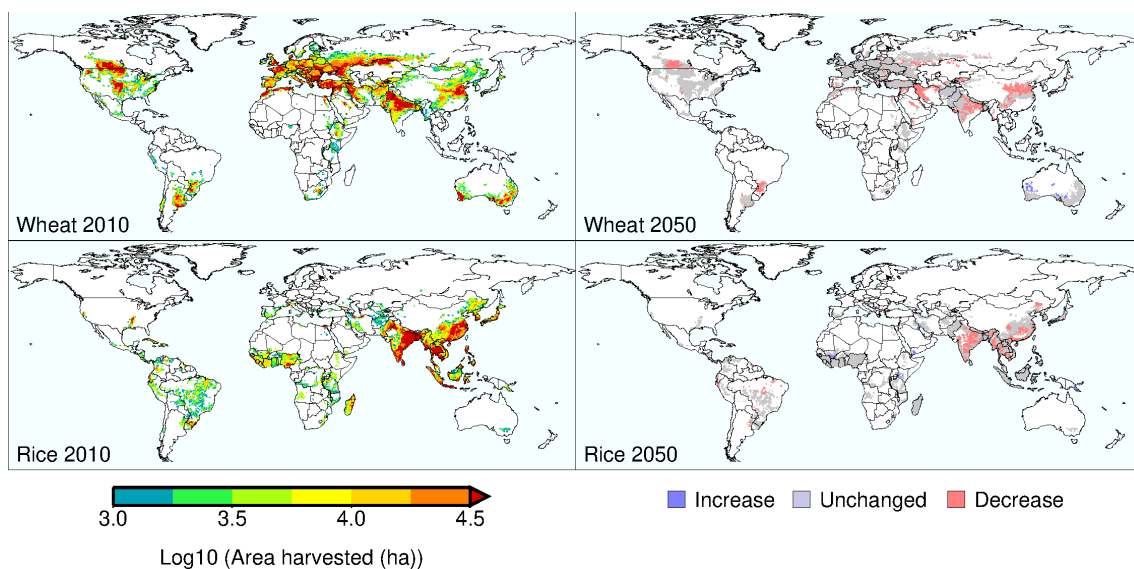 Wheat 2010
Wheat 2050
Rice 2010
Rice 2050
3.0 3.5 4.0 4.5
Log10 (Area harvested (ha))
Increase Unchanged Decrease